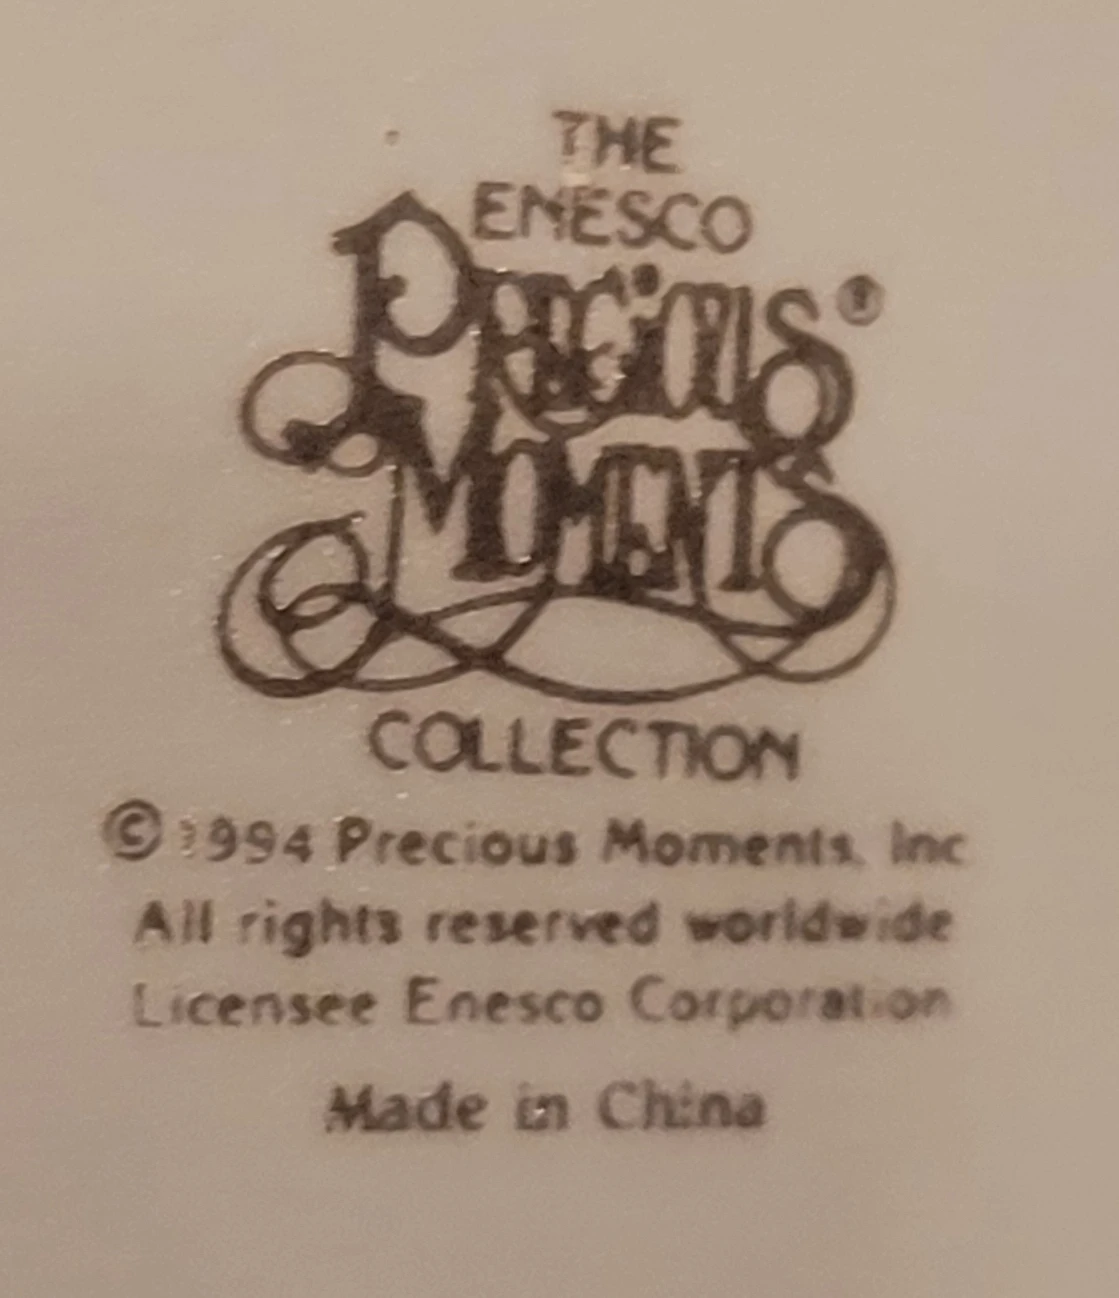 THE
ENESCO
PRECiOUS ®
MOMENTS
COLLECTION
© 1994 Precious Moments, Inc
All rights reserved worldwide
Licensee Enesco Corporation
Made in China